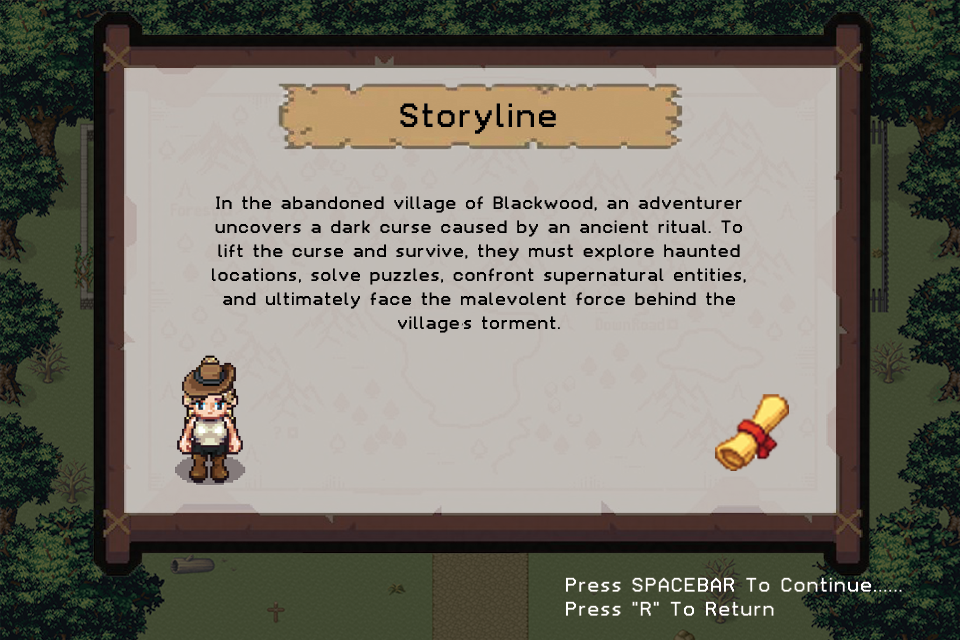 Storyline
In the abandoned village of Blackwood, an adventurer
uncovers a dark curse caused by an ancient ritual. To
lift the curse and survive, they must explore haunted
locations, solve puzzles, confront supernatural entities,
and ultimately face the malevolent force behind the
village's torment.
Press SPACEBAR To Continue......
Press "R" To Return